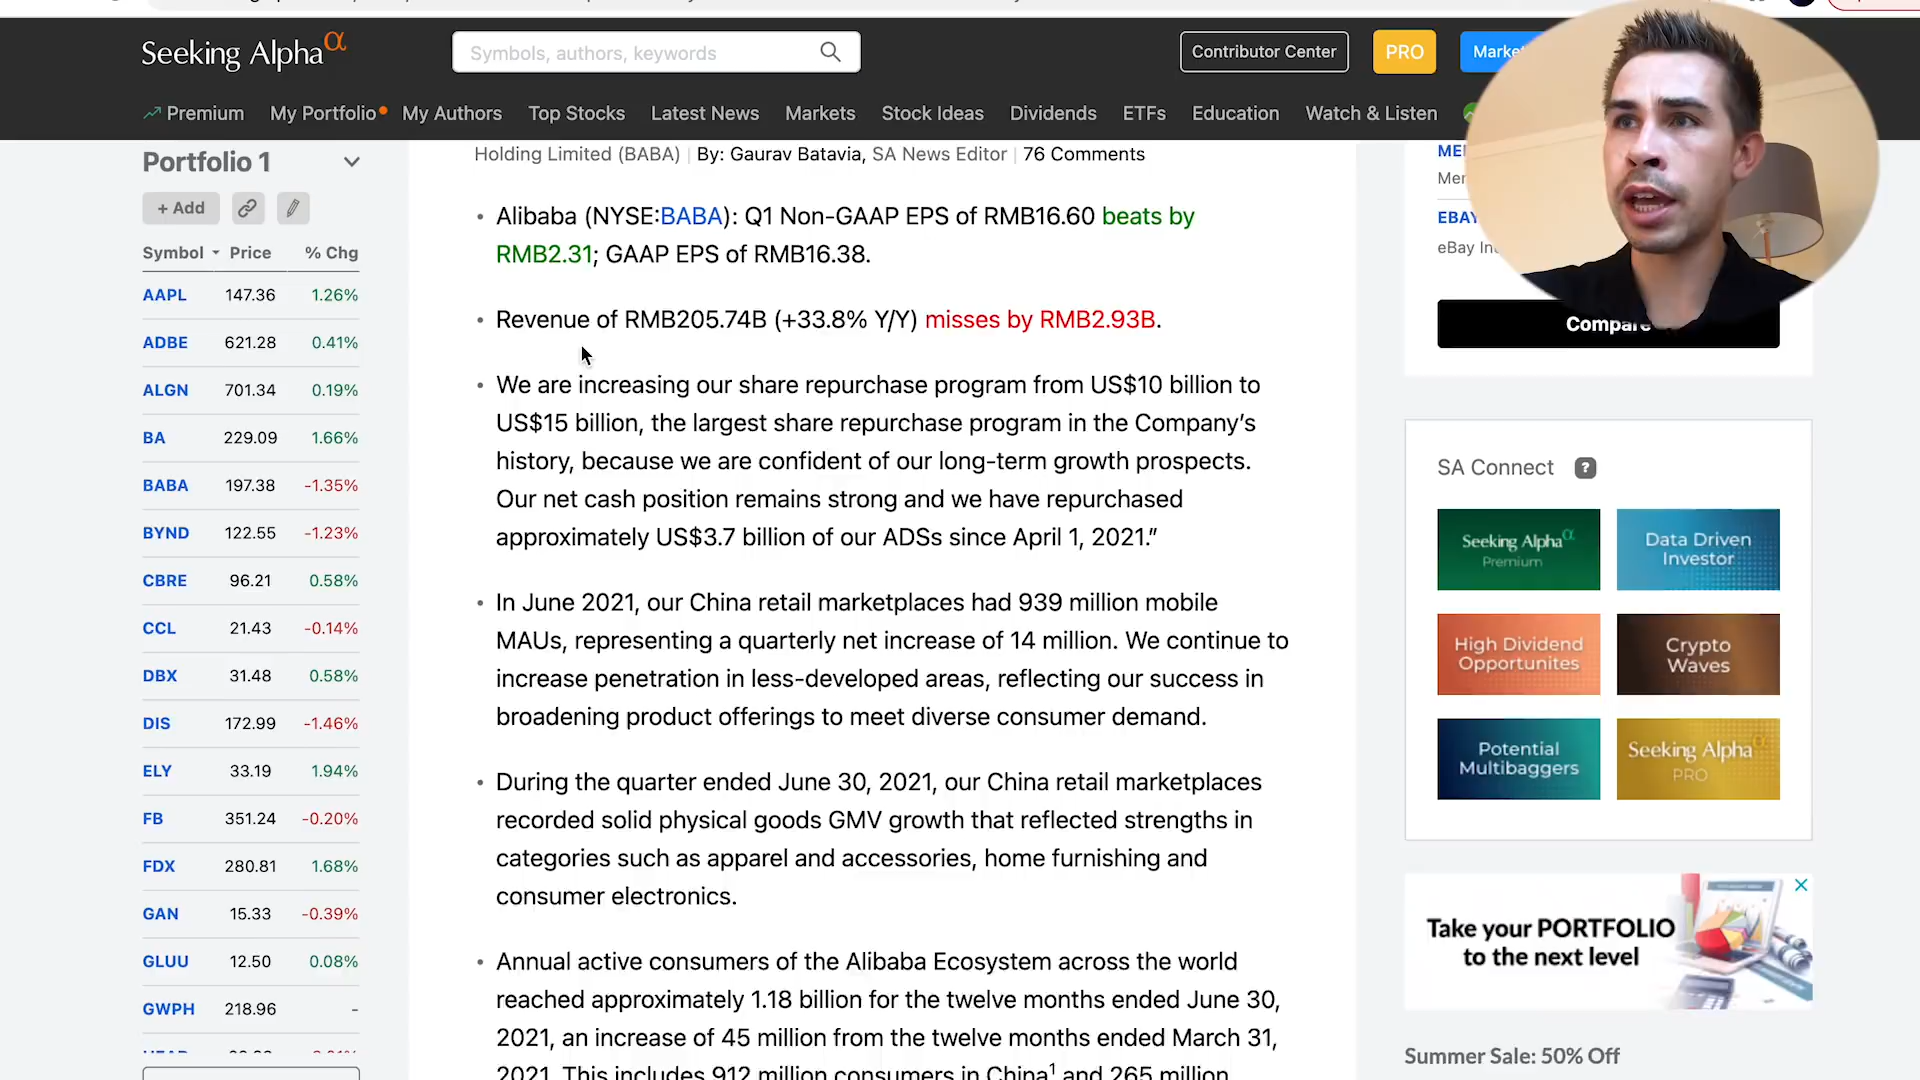 Seeking Alpha α
Symbols, authors, keywords
Contributor Center
PRO
Premium
My Portfolio
My Authors
Top Stocks
Latest News
Markets
Stock Ideas
Dividends
ETFs
Education
Watch & Listen
Portfolio 1
+ Add
Symbol Price % Chg
AAPL 147.36 1.26%
ADBE 621.28 0.41%
ALGN 701.34 0.19%
BA 229.09 1.66%
BABA 197.38 -1.35%
BYND 122.55 -1.23%
CBRE 96.21 0.58%
CCL 21.43 -0.14%
DBX 31.48 0.58%
DIS 172.99 -1.46%
ELY 33.19 1.94%
FB 351.24 -0.20%
FDX 280.81 1.68%
GAN 15.33 -0.39%
GLUU 12.50 0.08%
GWPH 218.96 -
Holding Limited (BABA) | By: Gaurav Batavia, SA News Editor | 76 Comments
• Alibaba (NYSE:BABA): Q1 Non-GAAP EPS of RMB16.60 beats by
RMB2.31; GAAP EPS of RMB16.38.
• Revenue of RMB205.74B (+33.8% Y/Y) misses by RMB2.93B.
• We are increasing our share repurchase program from US$10 billion to
US$15 billion, the largest share repurchase program in the Company’s
history, because we are confident of our long-term growth prospects.
Our net cash position remains strong and we have repurchased
approximately US$3.7 billion of our ADSs since April 1, 2021.”
• In June 2021, our China retail marketplaces had 939 million mobile
MAUs, representing a quarterly net increase of 14 million. We continue to
increase penetration in less-developed areas, reflecting our success in
broadening product offerings to meet diverse consumer demand.
• During the quarter ended June 30, 2021, our China retail marketplaces
recorded solid physical goods GMV growth that reflected strengths in
categories such as apparel and accessories, home furnishing and
consumer electronics.
• Annual active consumers of the Alibaba Ecosystem across the world
reached approximately 1.18 billion for the twelve months ended June 30,
2021, an increase of 45 million from the twelve months ended March 31,
2021. This includes 912 million consumers in China¹ and 265 million
EBAY
Compare
SA Connect ?
Seeking Alpha α
Premium
Data Driven
Investor
High Dividend
Opportunites
Crypto
Waves
Potential
Multibaggers
Seeking Alpha α
PRO
Take your PORTFOLIO
to the next level
Summer Sale: 50% Off